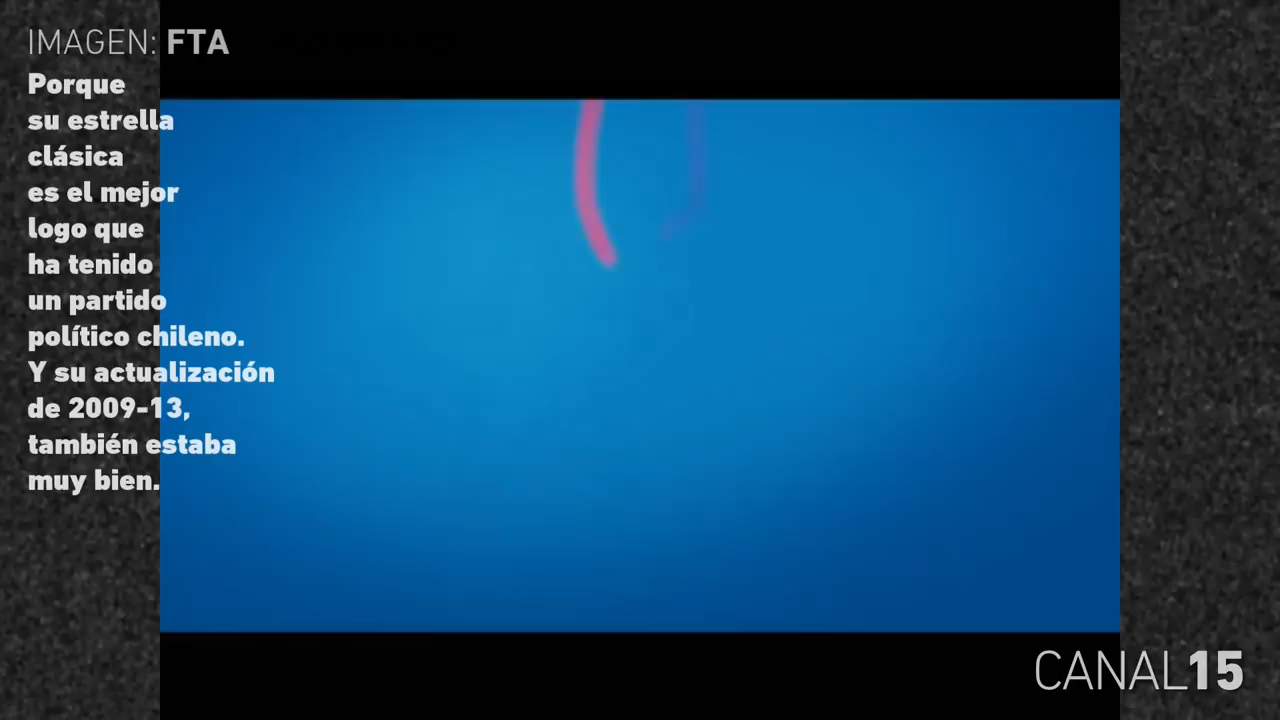 IMAGEN: FTA
Porque
su estrella
clásica
es el mejor
logo que
ha tenido
un partido
político chileno.
Y su actualización
de 2009-13,
también estaba
muy bien.
CANAL15